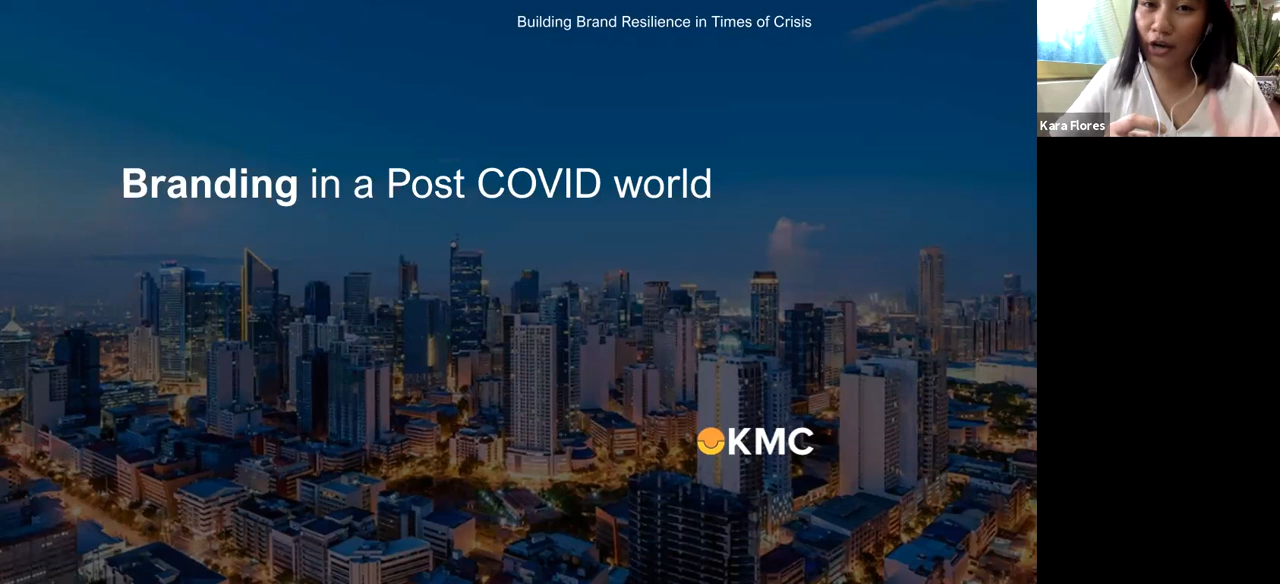 Building Brand Resilience in Times of Crisis
Kara Flores
Branding in a Post COVID world
KMC